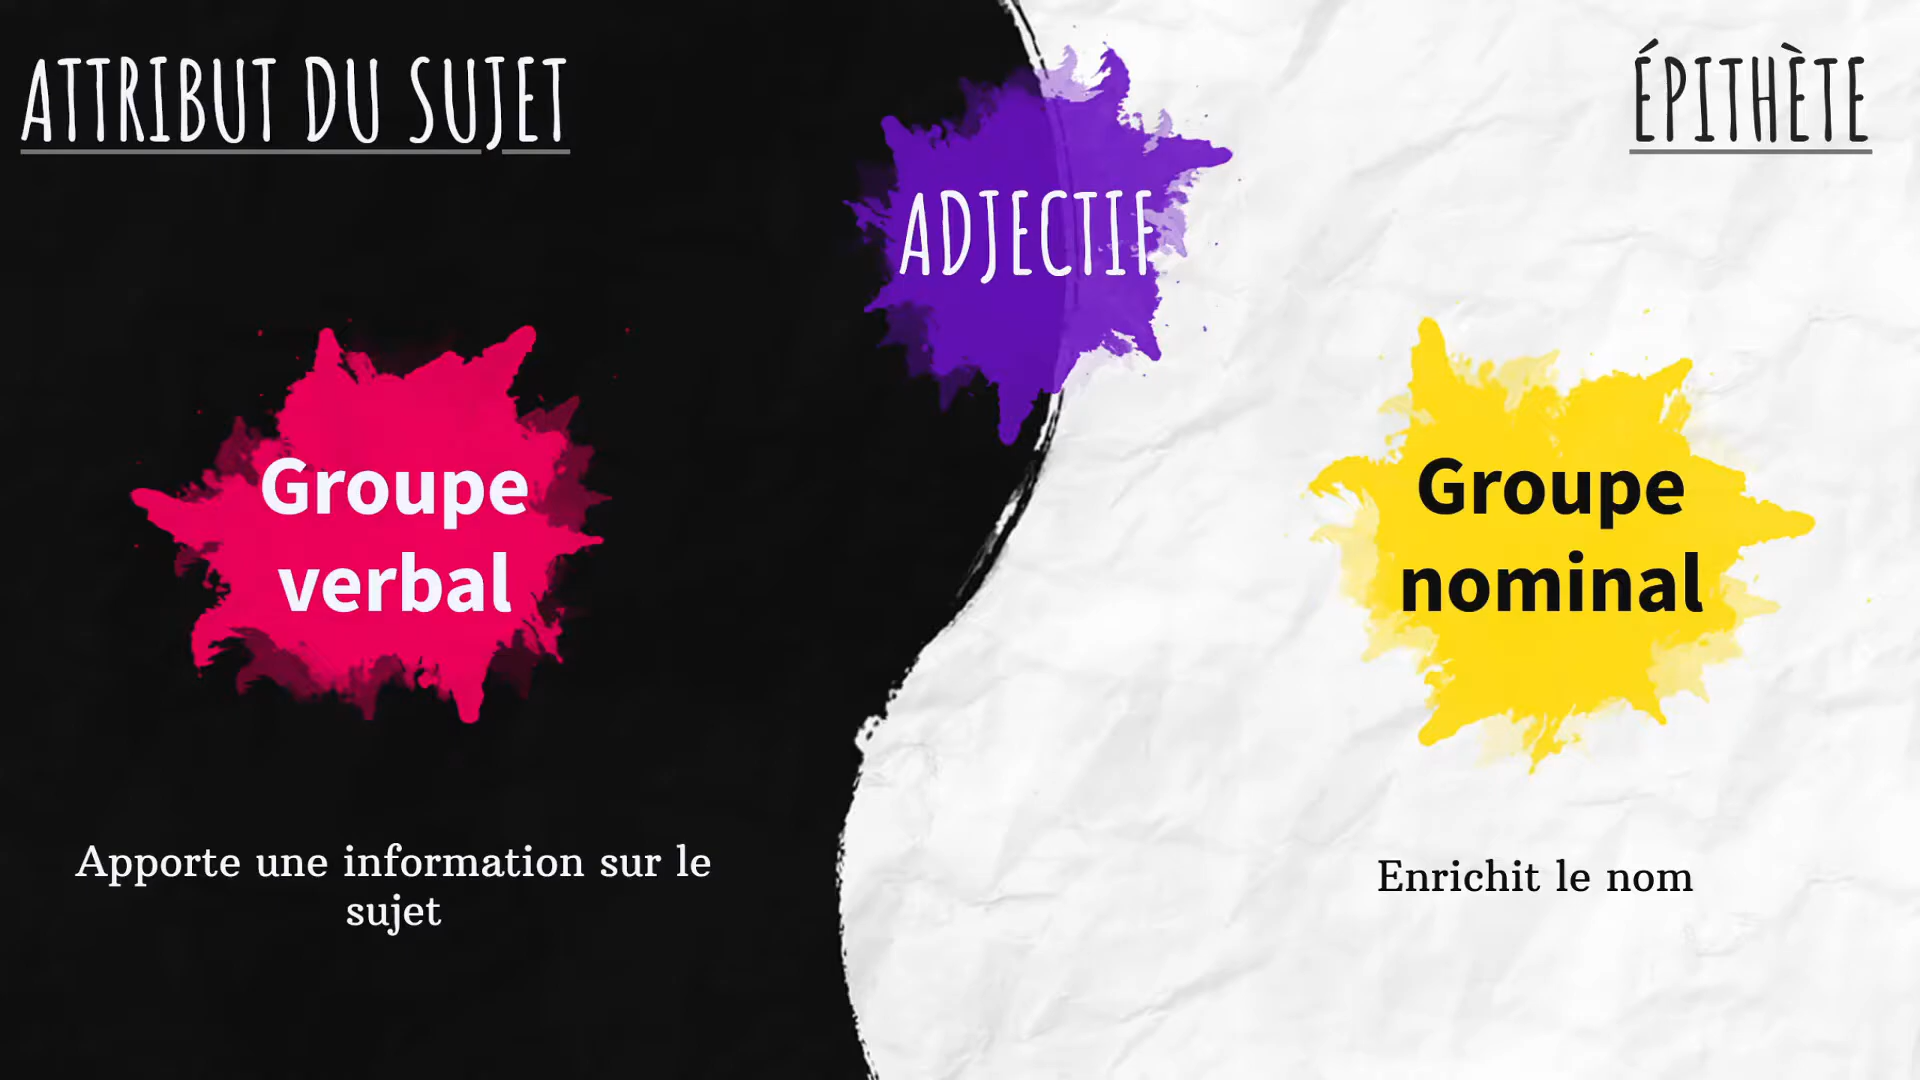 ATTRIBUT DU SUJET
ÉPITHÈTE
ADJECTIF
Groupe
verbal
Groupe
nominal
Apporte une information sur le
sujet
Enrichit le nom